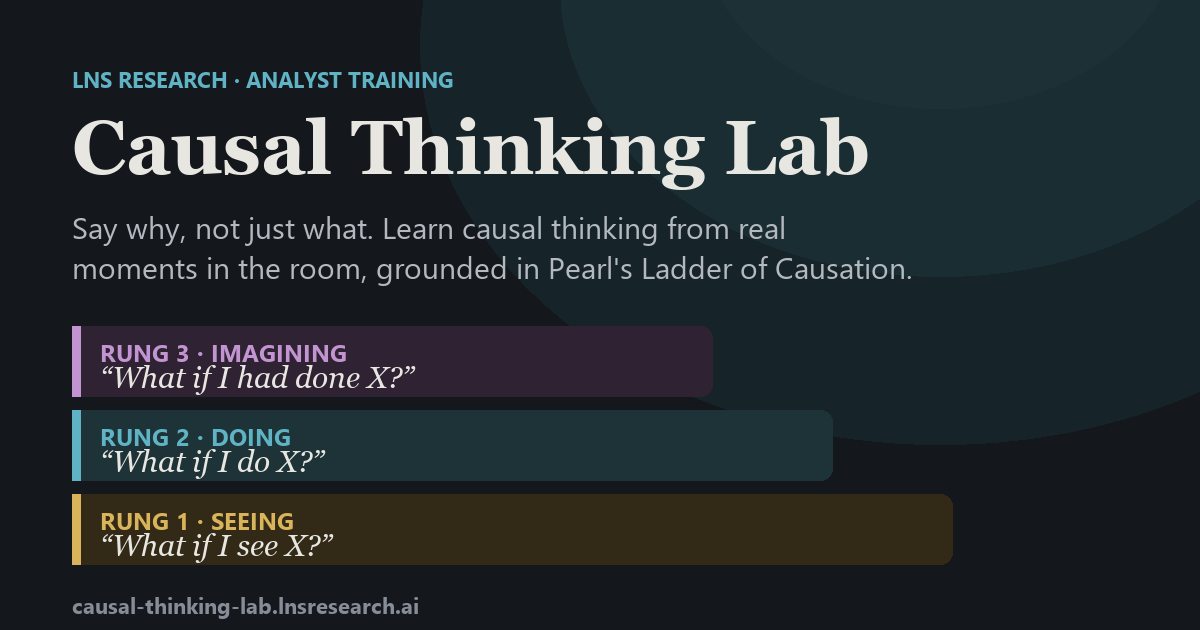 LNS RESEARCH · ANALYST TRAINING
Causal Thinking Lab
Say why, not just what. Learn causal thinking from real
moments in the room, grounded in Pearl's Ladder of Causation.
RUNG 3 · IMAGINING
“What if I had done X?”
RUNG 2 · DOING
“What if I do X?”
RUNG 1 · SEEING
“What if I see X?”
causal-thinking-lab.lnsresearch.ai